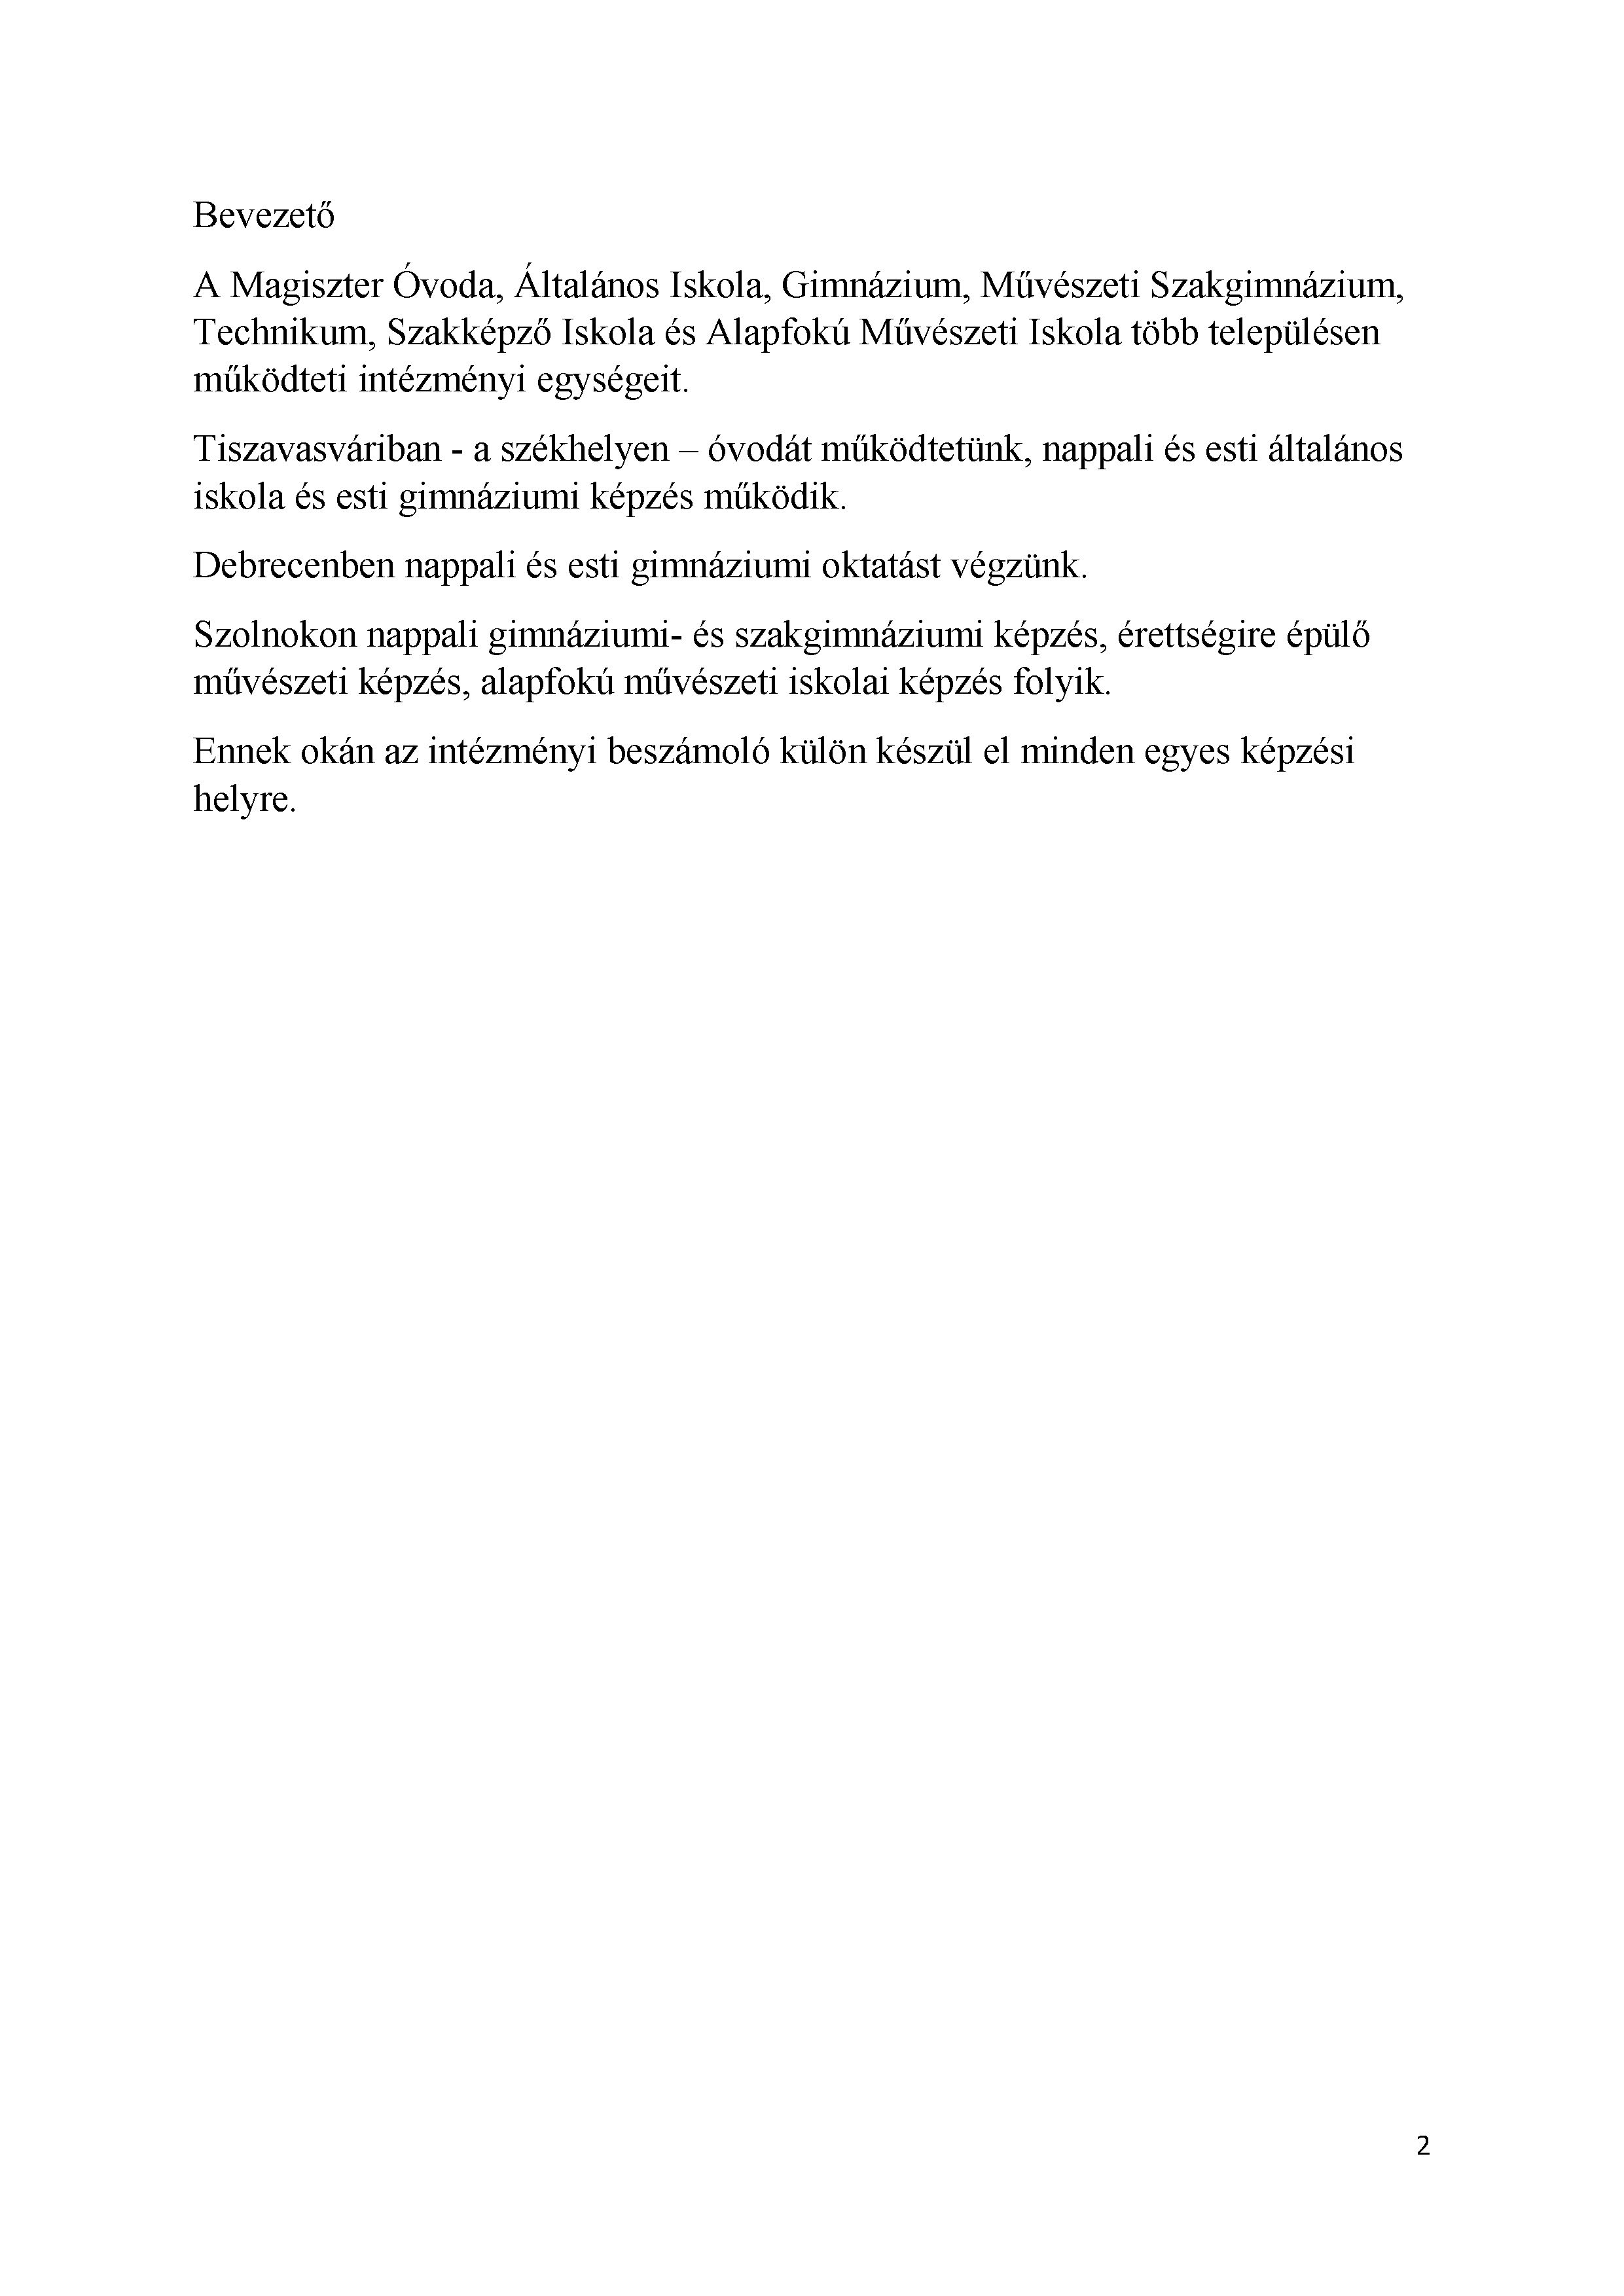 Bevezető
A Magiszter Óvoda, Általános Iskola, Gimnázium, Művészeti Szakgimnázium,
Technikum, Szakképző Iskola és Alapfokú Művészeti Iskola több településen
működteti intézményi egységeit.
Tiszavasváriban - a székhelyen – óvodát működtetünk, nappali és esti általános
iskola és esti gimnáziumi képzés működik.
Debrecenben nappali és esti gimnáziumi oktatást végzünk.
Szolnokon nappali gimnáziumi- és szakgimnáziumi képzés, érettségire épülő
művészeti képzés, alapfokú művészeti iskolai képzés folyik.
Ennek okán az intézményi beszámoló külön készül el minden egyes képzési
helyre.
2